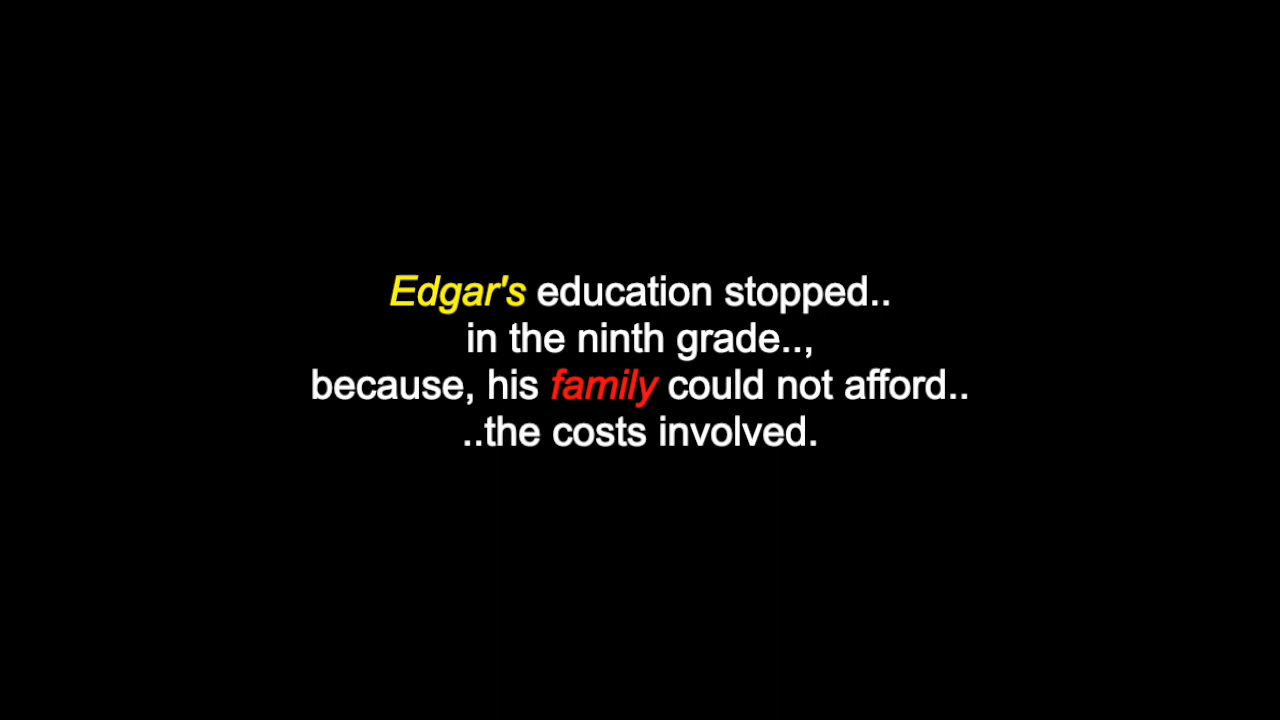 Edgar's education stopped..
in the ninth grade..,
because, his family could not afford..
..the costs involved.